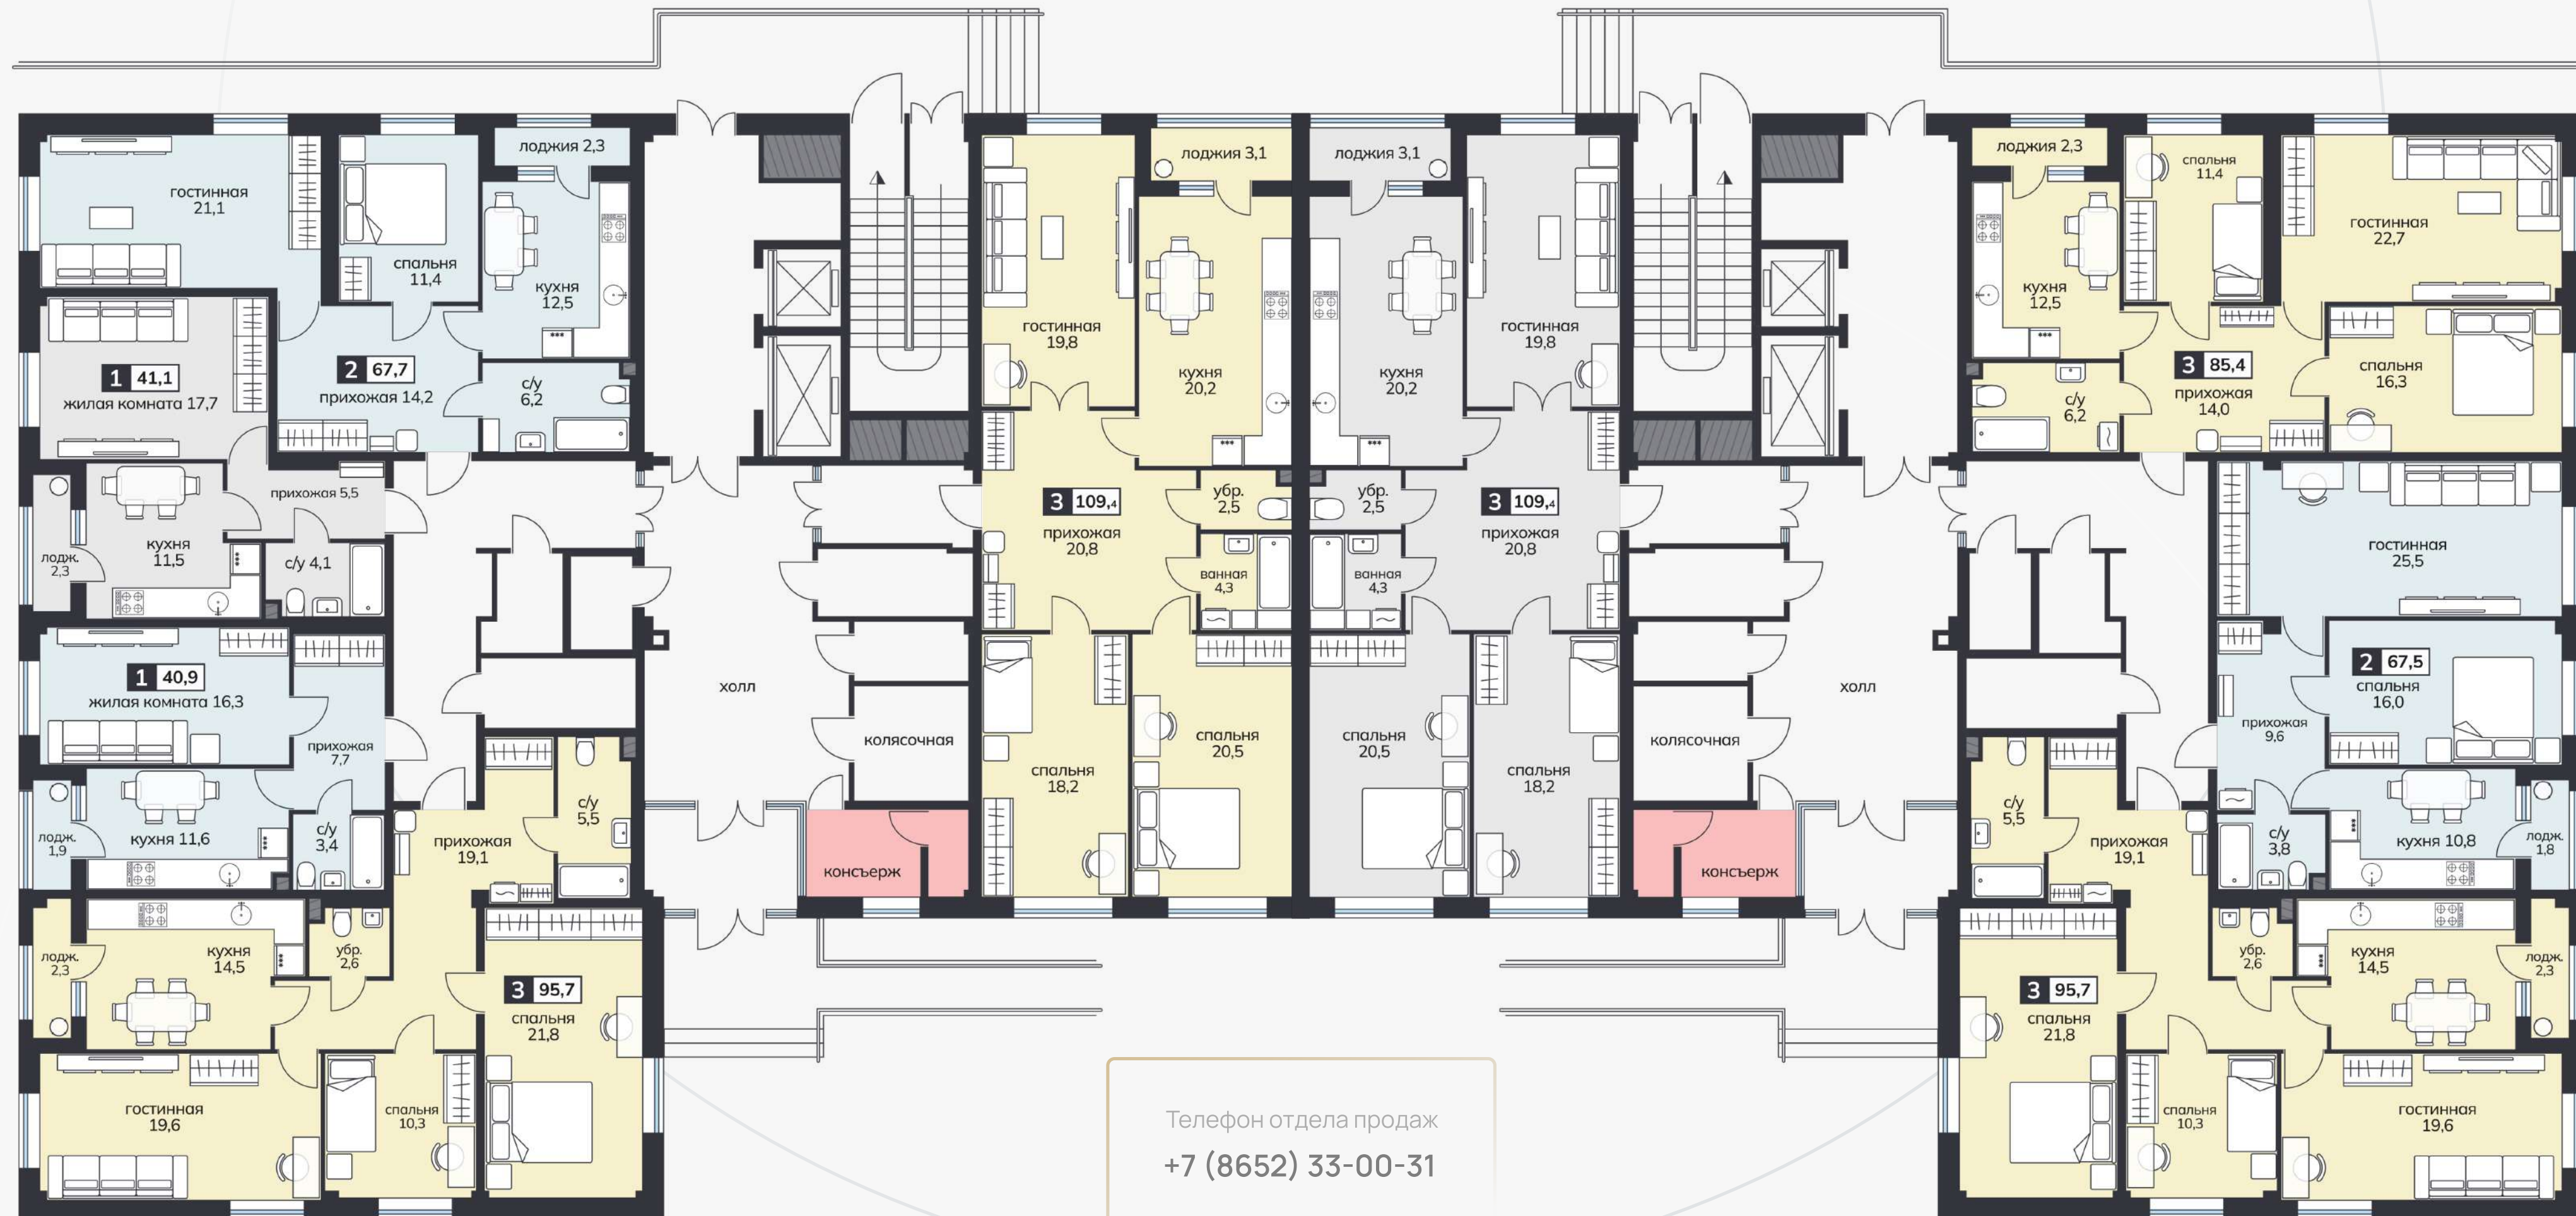 лоджия 2,3
гостинная
21,1
спальня
11,4
кухня
12,5
1 41,1
жилая комната 17,7
2 67,7
прихожая 14,2
с/у
6,2
прихожая 5,5
лодж.
2,3
кухня
11,5
с/у 4,1
1 40,9
жилая комната 16,3
прихожая
7,7
лодж.
1,9
кухня 11,6
с/у
3,4
прихожая
19,1
с/у
5,5
лодж.
2,3
кухня
14,5
убр.
2,6
3 95,7
спальня
21,8
гостинная
19,6
спальня
10,3
холл
колясочная
консъерж
лоджия 3,1
гостинная
19,8
кухня
20,2
3 109,4
прихожая
20,8
убр.
2,5
ванная
4,3
спальня
18,2
спальня
20,5
лоджия 3,1
кухня
20,2
гостинная
19,8
убр.
2,5
3 109,4
прихожая
20,8
ванная
4,3
спальня
20,5
спальня
18,2
колясочная
консъерж
холл
лоджия 2,3
спальня
11,4
гостинная
22,7
кухня
12,5
3 85,4
прихожая
14,0
спальня
16,3
с/у
6,2
гостинная
25,5
2 67,5
спальня
16,0
прихожая
9,6
с/у
3,8
кухня 10,8
лодж.
1,8
с/у
5,5
прихожая
19,1
убр.
2,6
кухня
14,5
лодж.
2,3
3 95,7
спальня
21,8
спальня
10,3
гостинная
19,6
Телефон отдела продаж
+7 (8652) 33-00-31